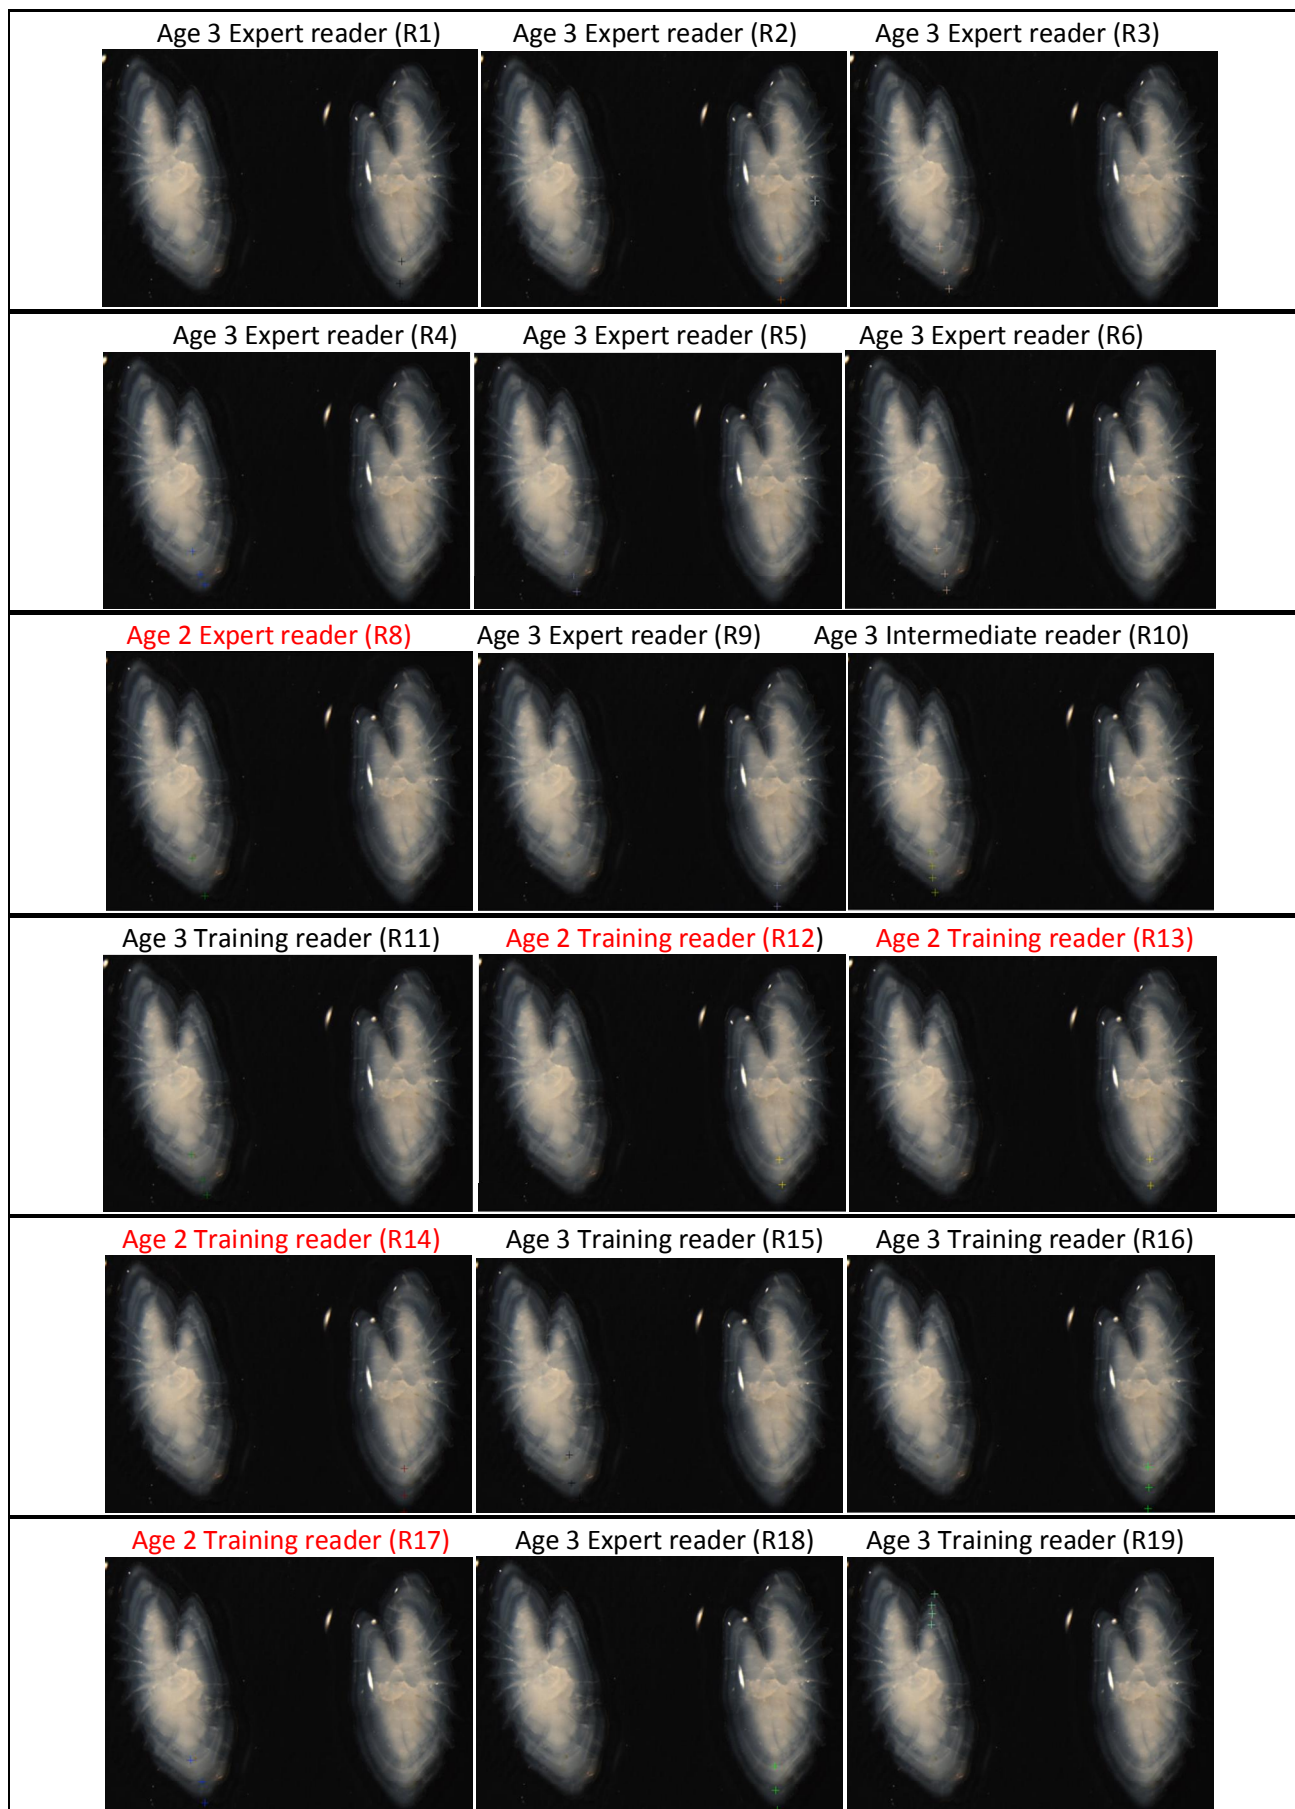 Age 3 Expert reader (R1) Age 3 Expert reader (R2) Age 3 Expert reader (R3)
Age 3 Expert reader (R4) Age 3 Expert reader (R5) Age 3 Expert reader (R6)
Age 2 Expert reader (R8) Age 3 Expert reader (R9) Age 3 Intermediate reader (R10)
Age 3 Training reader (R11) Age 2 Training reader (R12) Age 2 Training reader (R13)
Age 2 Training reader (R14) Age 3 Training reader (R15) Age 3 Training reader (R16)
Age 2 Training reader (R17) Age 3 Expert reader (R18) Age 3 Training reader (R19)